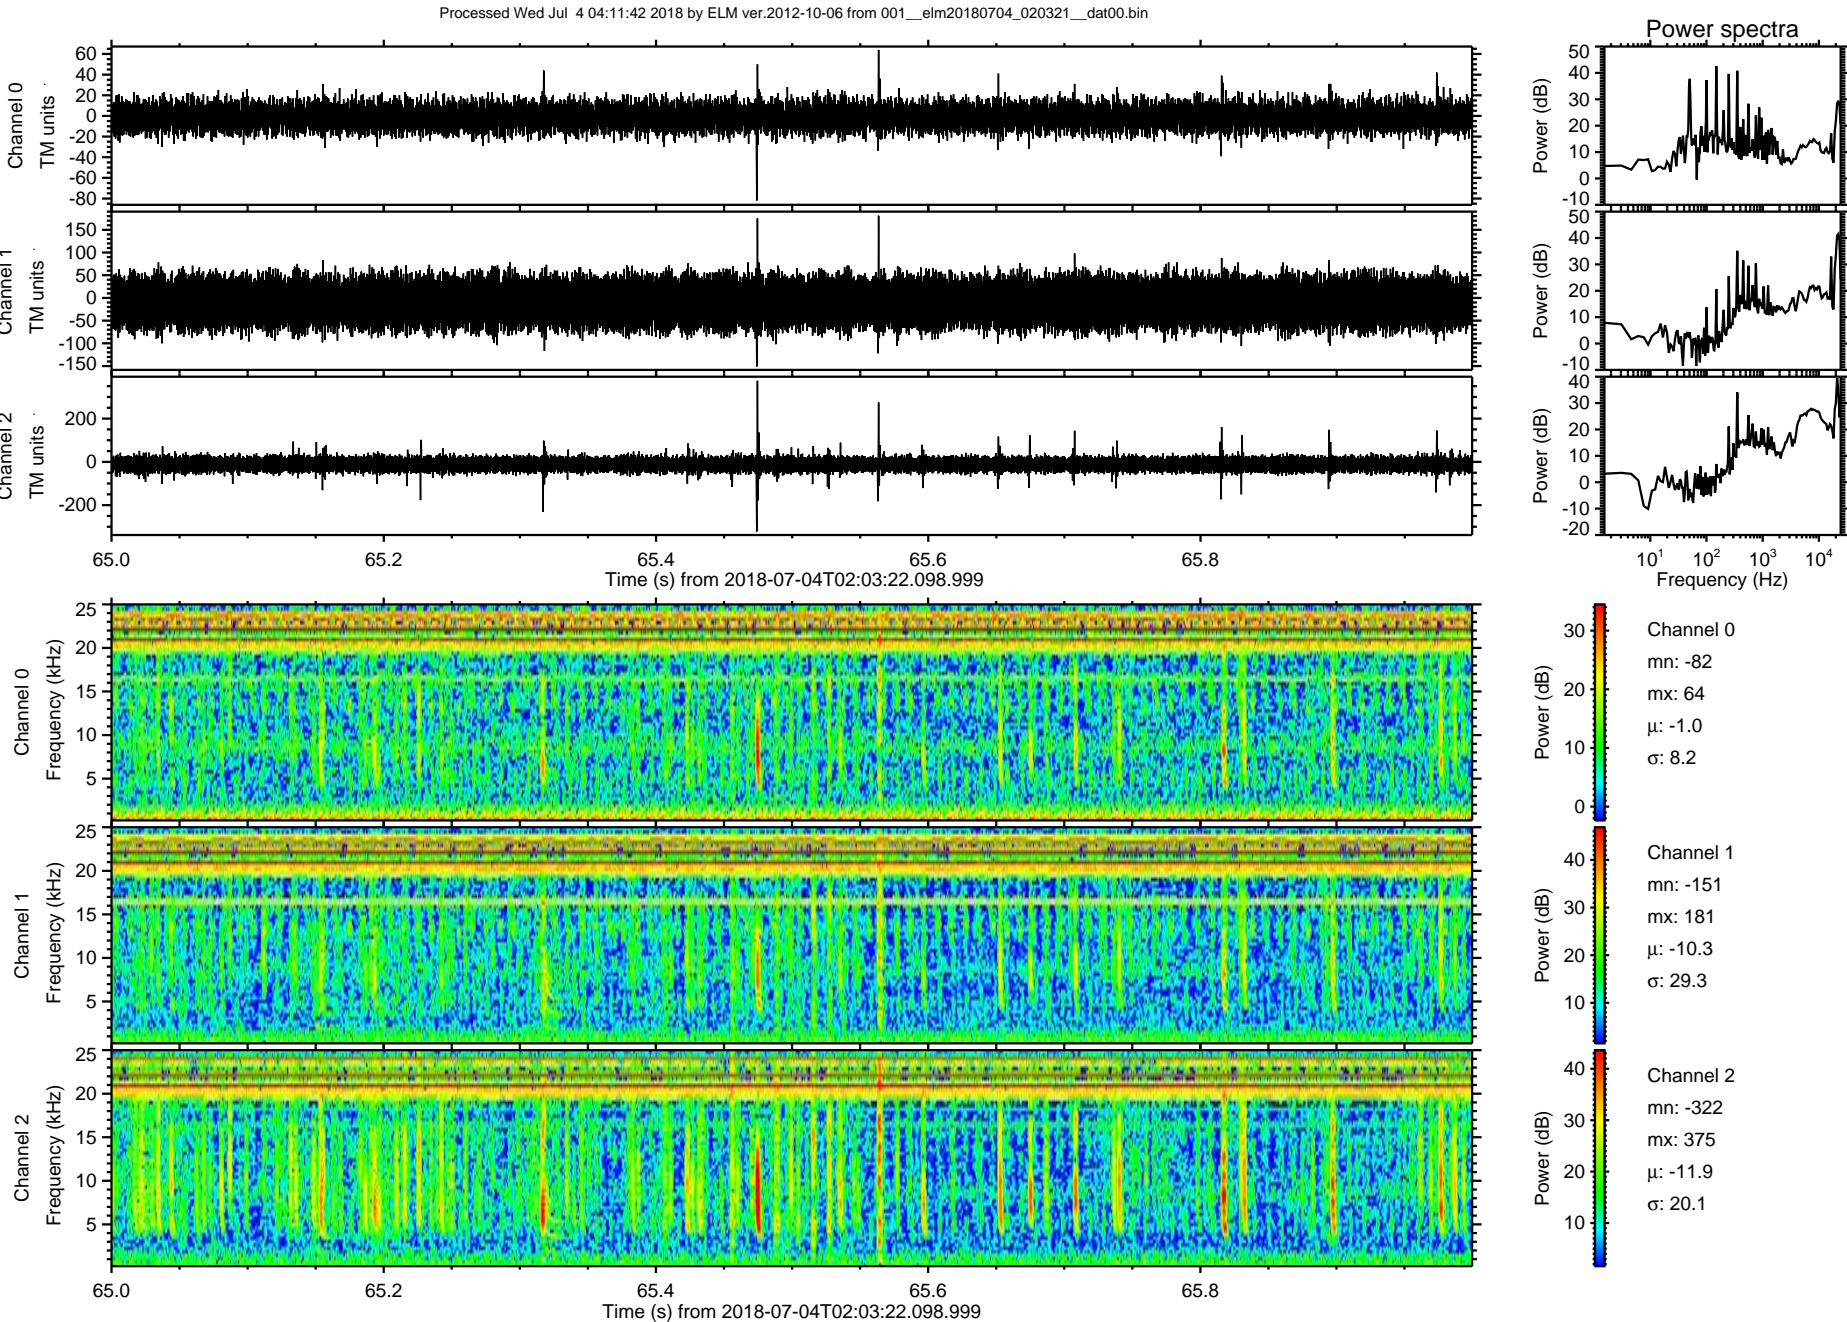 Processed Wed Jul  4 04:11:42 2018 by ELM ver.2012-10-06 from 001__elm20180704_020321__dat00.bin
Power spectra
Channel 0
TM units
60
40
20
0
-20
-40
-60
-80
Power (dB)
50
40
30
20
10
0
-10
Channel 1
TM units
150
100
50
0
-50
-100
-150
Power (dB)
50
40
30
20
10
0
-10
Channel 2
TM units
200
0
-200
Power (dB)
40
30
20
10
0
-10
-20
65.0 65.2 65.4 65.6 65.8
Time (s) from 2018-07-04T02:03:22.098.999
10^1 10^2 10^3 10^4
Frequency (Hz)
Channel 0
Frequency (kHz)
25
20
15
10
5
Power (dB)
30
20
10
0
Channel 0
mn: -82
mx: 64
μ: -1.0
σ: 8.2
Channel 1
Frequency (kHz)
25
20
15
10
5
Power (dB)
40
30
20
10
Channel 1
mn: -151
mx: 181
μ: -10.3
σ: 29.3
Channel 2
Frequency (kHz)
25
20
15
10
5
Power (dB)
40
30
20
10
Channel 2
mn: -322
mx: 375
μ: -11.9
σ: 20.1
65.0 65.2 65.4 65.6 65.8
Time (s) from 2018-07-04T02:03:22.098.999